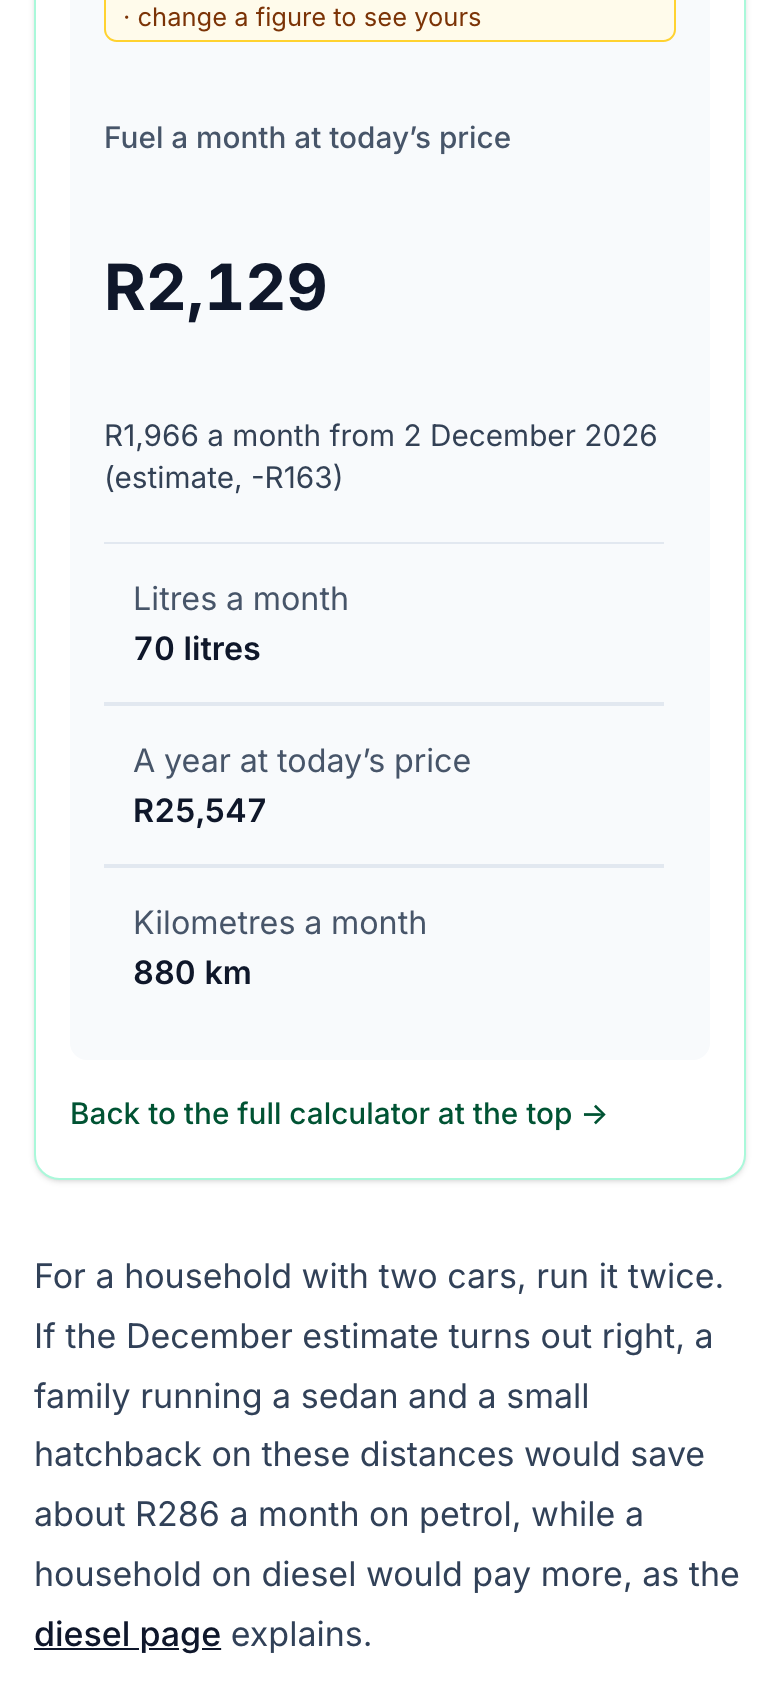 · change a figure to see yours
Fuel a month at today’s price
R2,129
R1,966 a month from 2 December 2026
(estimate, -R163)
Litres a month
70 litres
A year at today’s price
R25,547
Kilometres a month
880 km
Back to the full calculator at the top →
For a household with two cars, run it twice.
If the December estimate turns out right, a
family running a sedan and a small
hatchback on these distances would save
about R286 a month on petrol, while a
household on diesel would pay more, as the
diesel page explains.